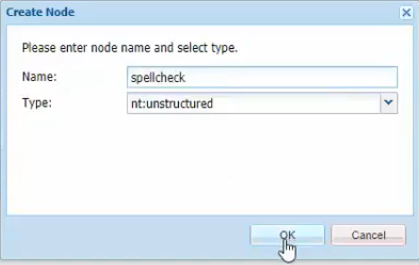 Create Node
Please enter node name and select type.
Name: spellcheck
Type: nt:unstructured
OK Cancel